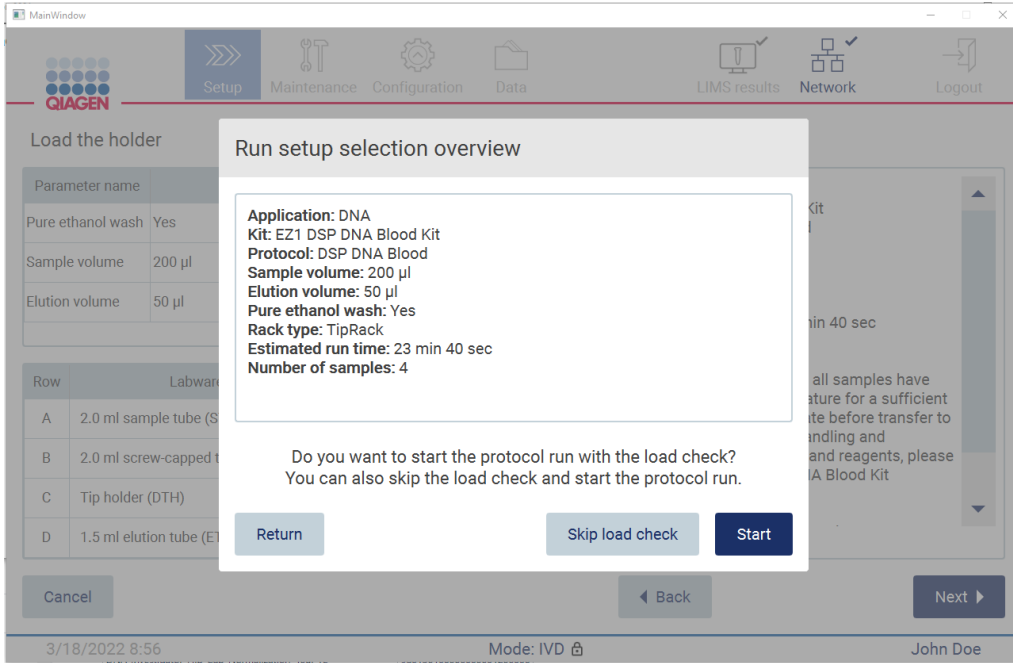 MainWindow
Setup
Maintenance
Configuration
Data
LIMS results
Network
Logout
QIAGEN
Load the holder
Run setup selection overview
Parameter name
Pure ethanol wash Yes
Sample volume 200 µl
Elution volume 50 µl
Application: DNA
Kit: EZ1 DSP DNA Blood Kit
Protocol: DSP DNA Blood
Sample volume: 200 µl
Elution volume: 50 µl
Pure ethanol wash: Yes
Rack type: TipRack
Estimated run time: 23 min 40 sec
Number of samples: 4
Kit
40 sec
all samples have
for a sufficient
before transfer to
and
and reagents, please
Blood Kit
Row
A 2.0 ml sample tube
B 2.0 ml screw-capped
C Tip holder (DTH)
D 1.5 ml elution tube
Do you want to start the protocol run with the load check?
You can also skip the load check and start the protocol run.
Return
Skip load check
Start
Cancel
Back
Next
3/18/2022 8:56
Mode: IVD
John Doe